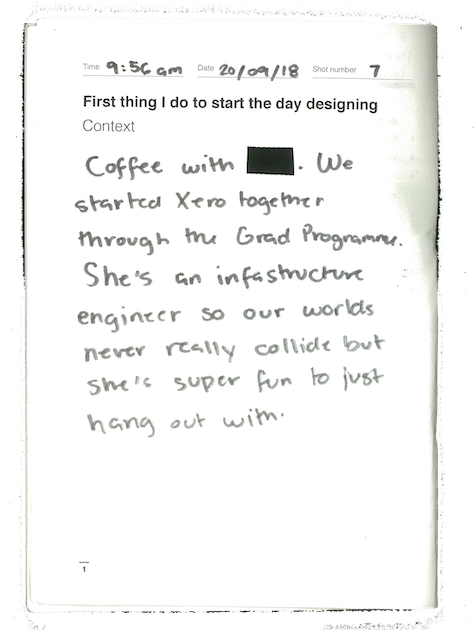 Time 9:56 am Date 20/09/18 Shot number 7
First thing I do to start the day designing
Context
Coffee with . We
started Xero together
through the Grad Programme.
She's an infastructure
engineer so our worlds
never really collide but
she's super fun to just
hang out with.
1